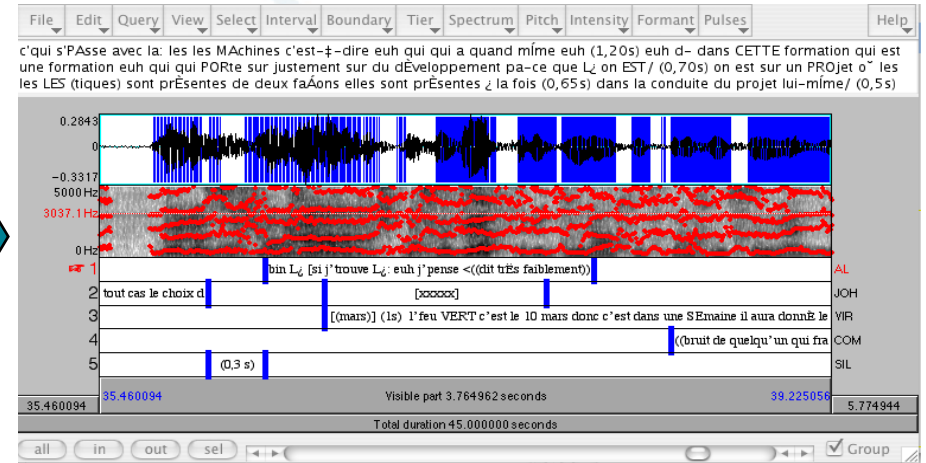 File Edit Query View Select Interval Boundary Tier Spectrum Pitch Intensity Formant Pulses Help
c'qui s'PAsse avec la: les les MAchines c'est-‡-dire euh qui qui a quand mÍme euh (1,20s) euh d- dans CETTE formation qui est
une formation euh qui qui PORte sur justement sur du dÈveloppement pa-ce que L¿ on EST/ (0,70s) on est sur un PROjet o˘ les
les LES (tiques) sont prÈsentes de deux faÁons elles sont prÈsentes ¿ la fois (0,65s) dans la conduite du projet lui-mÍme/ (0,5s)
0.2843
0
-0.3317
5000 Hz
3037.1 Hz
0 Hz
1 bin L¿ [si j'trouve L¿: euh j'pense <((dit trËs faiblement)) AL
2 tout cas le choix d [xxxxx] JOH
3 [(mars)] (1s) l'feu VERT c'est le 10 mars donc c'est dans une SEmaine il aura donnÈ le VIR
4 ((bruit de quelqu'un qui fra COM
5 (0,3 s) SIL
35.460094 35.460094 Visible part 3.764962 seconds 39.225056 5.774944
Total duration 45.000000 seconds
all in out sel Group